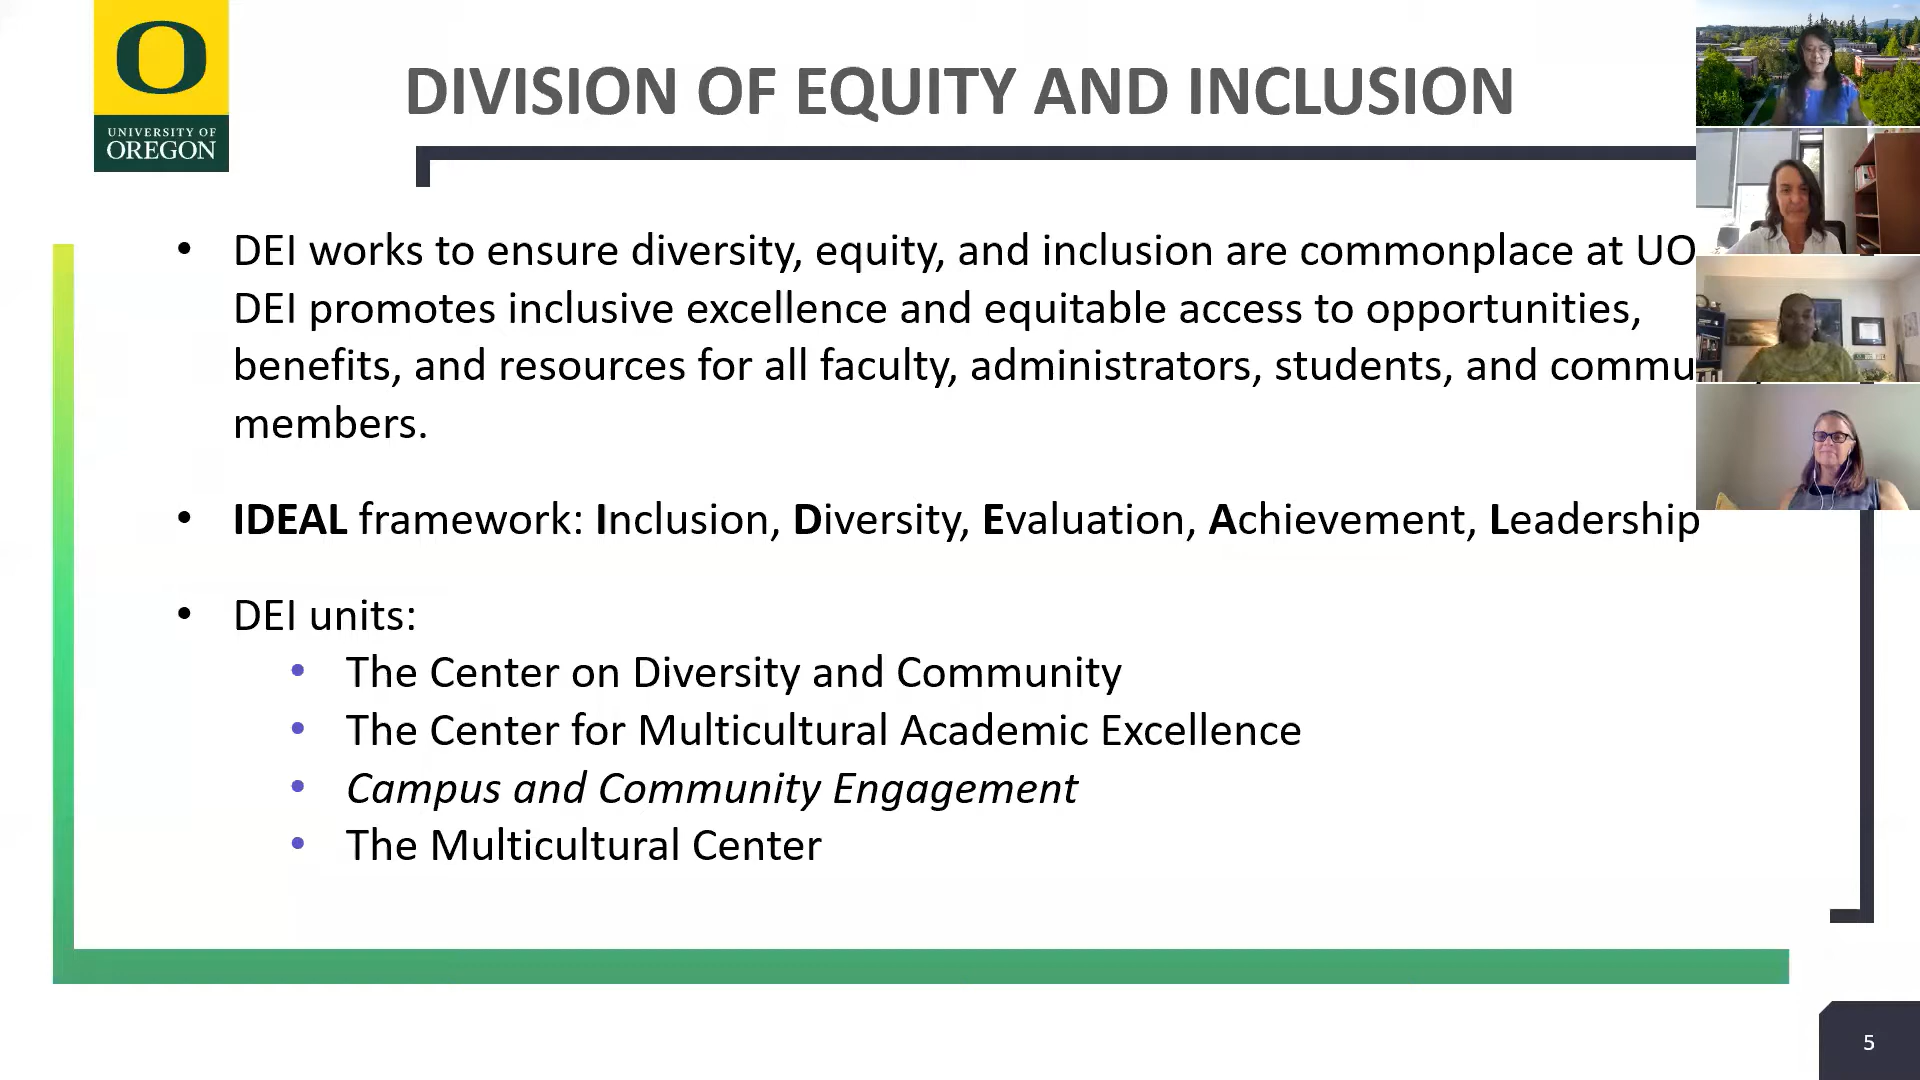 UNIVERSITY OF
OREGON
DIVISION OF EQUITY AND INCLUSION
• DEI works to ensure diversity, equity, and inclusion are commonplace at UO
DEI promotes inclusive excellence and equitable access to opportunities,
benefits, and resources for all faculty, administrators, students, and commu
members.
• IDEAL framework: Inclusion, Diversity, Evaluation, Achievement, Leadership
• DEI units:
• The Center on Diversity and Community
• The Center for Multicultural Academic Excellence
• Campus and Community Engagement
• The Multicultural Center
5